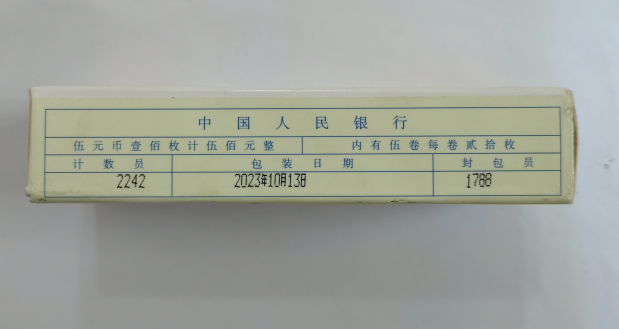 中国人民银行
伍元币壹佰枚计伍佰元整 内有伍卷每卷贰拾枚
计数员 包装日期 封包员
2242 2023年10月13日 1788